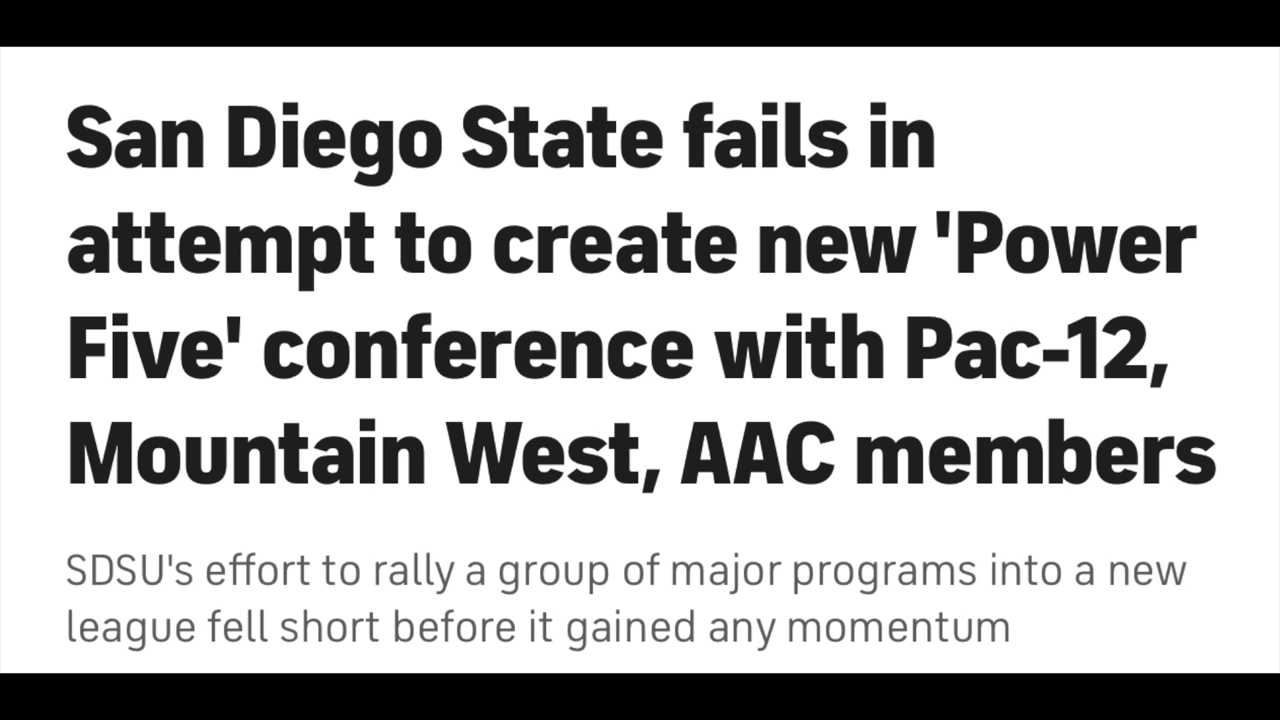 San Diego State fails in
attempt to create new 'Power
Five' conference with Pac-12,
Mountain West, AAC members
SDSU's effort to rally a group of major programs into a new
league fell short before it gained any momentum